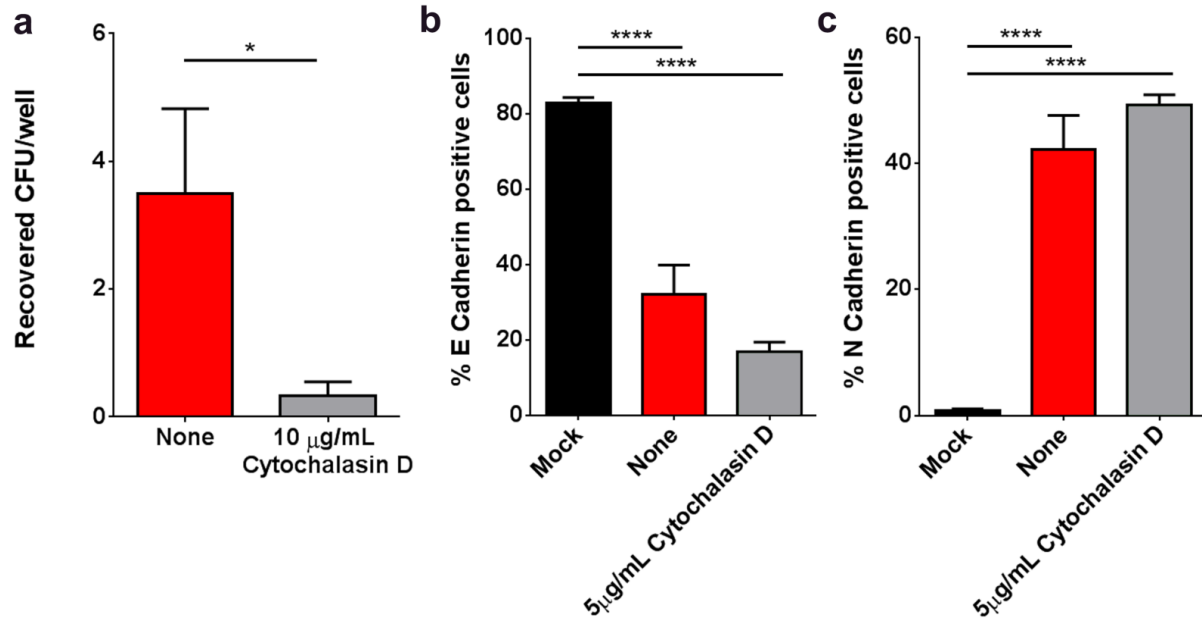 a
Recovered CFU/well
6
4
2
0
*
None
10 μg/mL
Cytochalasin D
b
% E Cadherin positive cells
100
80
60
40
20
0
****
****
Mock
None
5μg/mL Cytochalasin D
c
% N Cadherin positive cells
60
40
20
0
****
****
Mock
None
5μg/mL Cytochalasin D